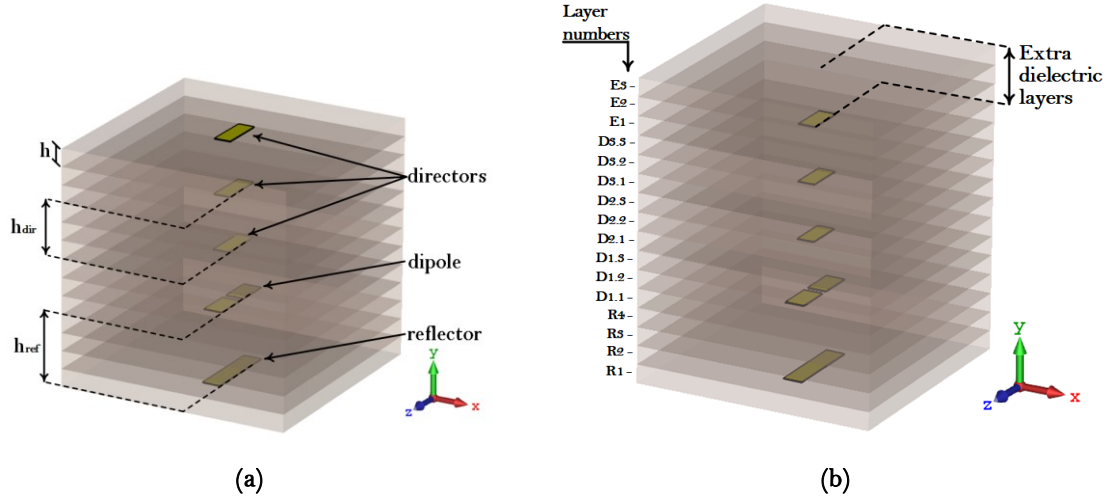 h
hdir
href
directors
dipole
reflector
y
z
x
(a)
Layer
numbers
E3
E2
E1
D3.3
D3.2
D3.1
D2.3
D2.2
D2.1
D1.3
D1.2
D1.1
R4
R3
R2
R1
Extra
dielectric
layers
y
z
x
(b)